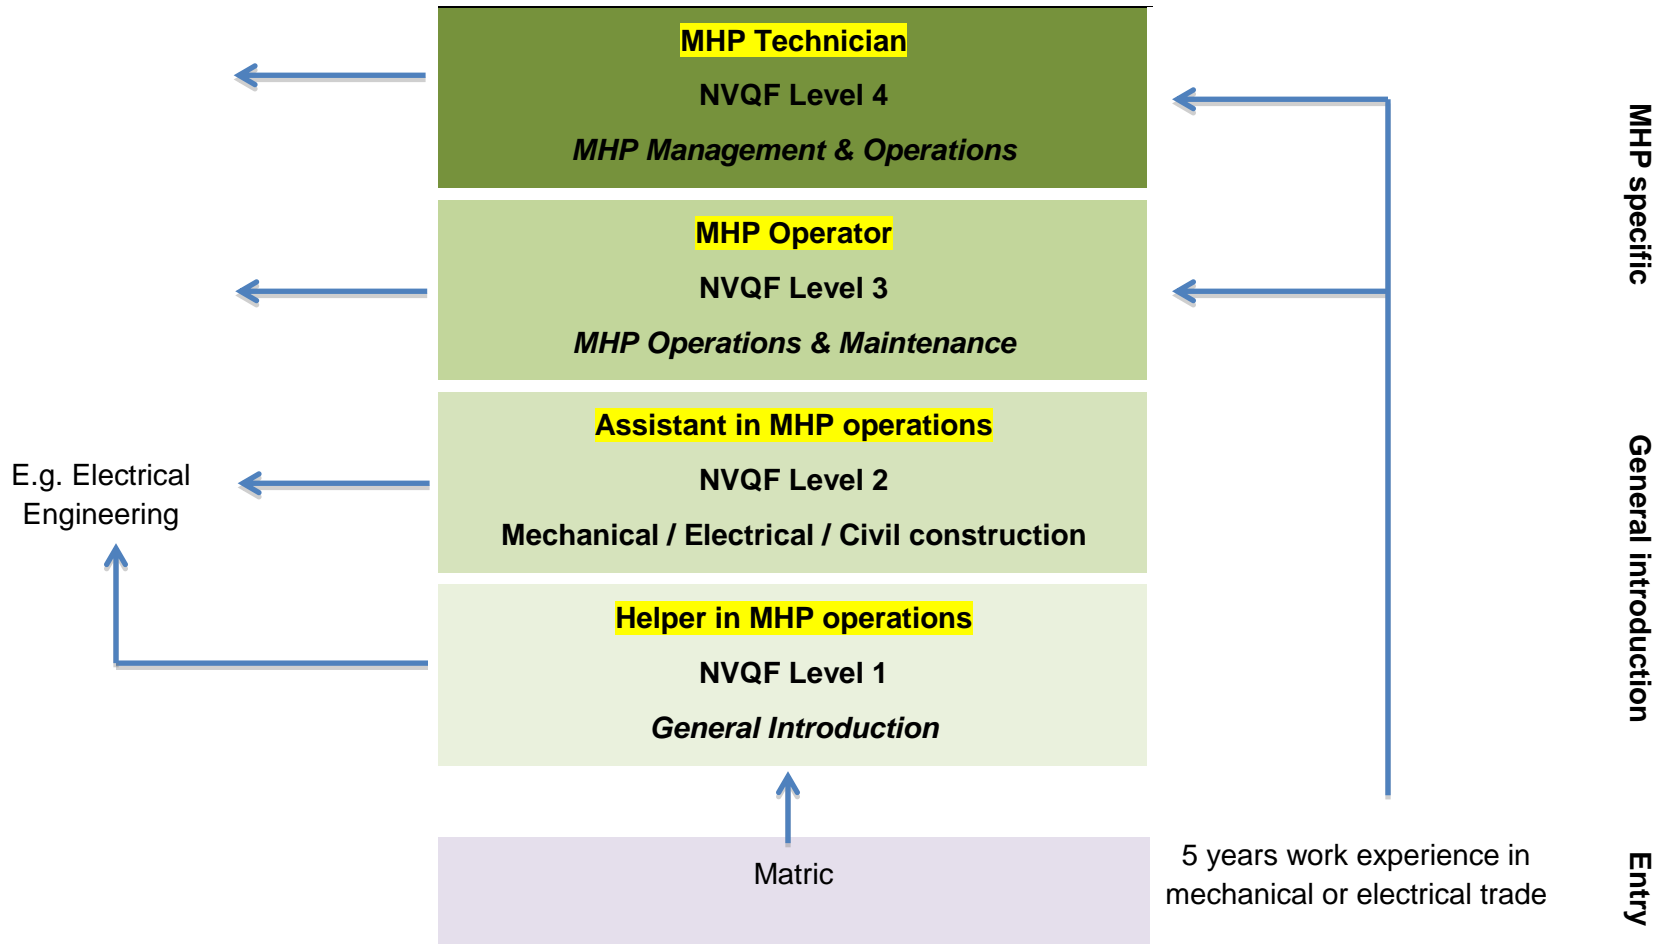 MHP Technician
NVQF Level 4
MHP Management & Operations
MHP Operator
NVQF Level 3
MHP Operations & Maintenance
Assistant in MHP operations
NVQF Level 2
Mechanical / Electrical / Civil construction
Helper in MHP operations
NVQF Level 1
General Introduction
Matric
E.g. Electrical
Engineering
5 years work experience in
mechanical or electrical trade
MHP specific
General introduction
Entry